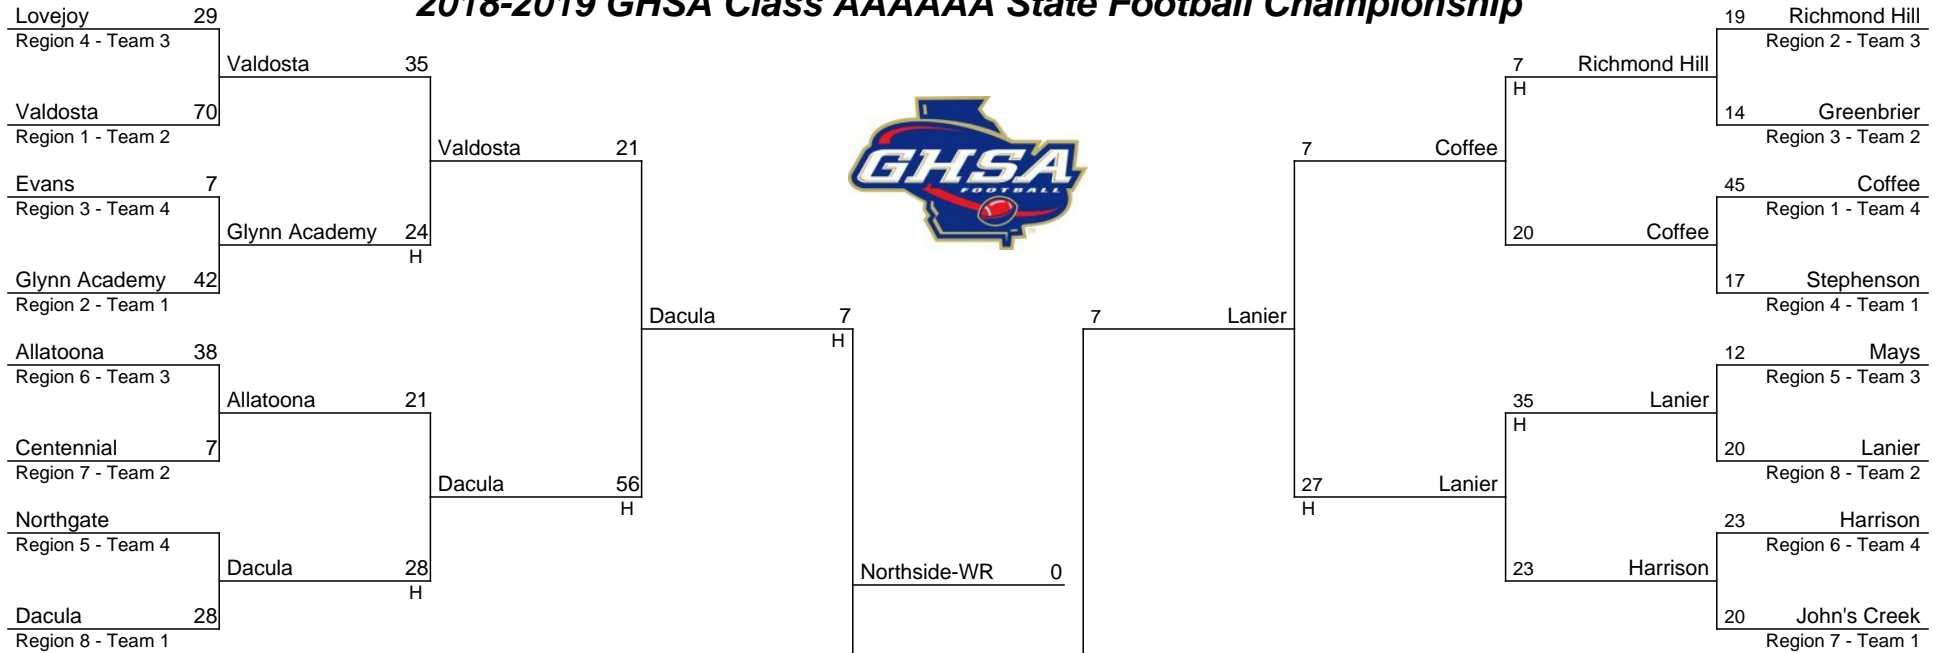 2018-2019 GHSA Class AAAAAA State Football Championship
Lovejoy 29
Region 4 - Team 3
Valdosta 35
Valdosta 70
Region 1 - Team 2
Valdosta 21
Evans 7
Region 3 - Team 4
Glynn Academy 24
H
Glynn Academy 42
Region 2 - Team 1
Dacula 7
H
Allatoona 38
Region 6 - Team 3
Allatoona 21
Centennial 7
Region 7 - Team 2
Dacula 56
H
Northgate
Region 5 - Team 4
Dacula 28
H
Dacula 28
Region 8 - Team 1
Northside-WR 0
GHSA
FOOTBALL
19 Richmond Hill
Region 2 - Team 3
7 Richmond Hill
H
14 Greenbrier
Region 3 - Team 2
7 Coffee
45 Coffee
Region 1 - Team 4
20 Coffee
17 Stephenson
Region 4 - Team 1
7 Lanier
12 Mays
Region 5 - Team 3
35 Lanier
H
20 Lanier
Region 8 - Team 2
27 Lanier
H
23 Harrison
Region 6 - Team 4
23 Harrison
20 John's Creek
Region 7 - Team 1